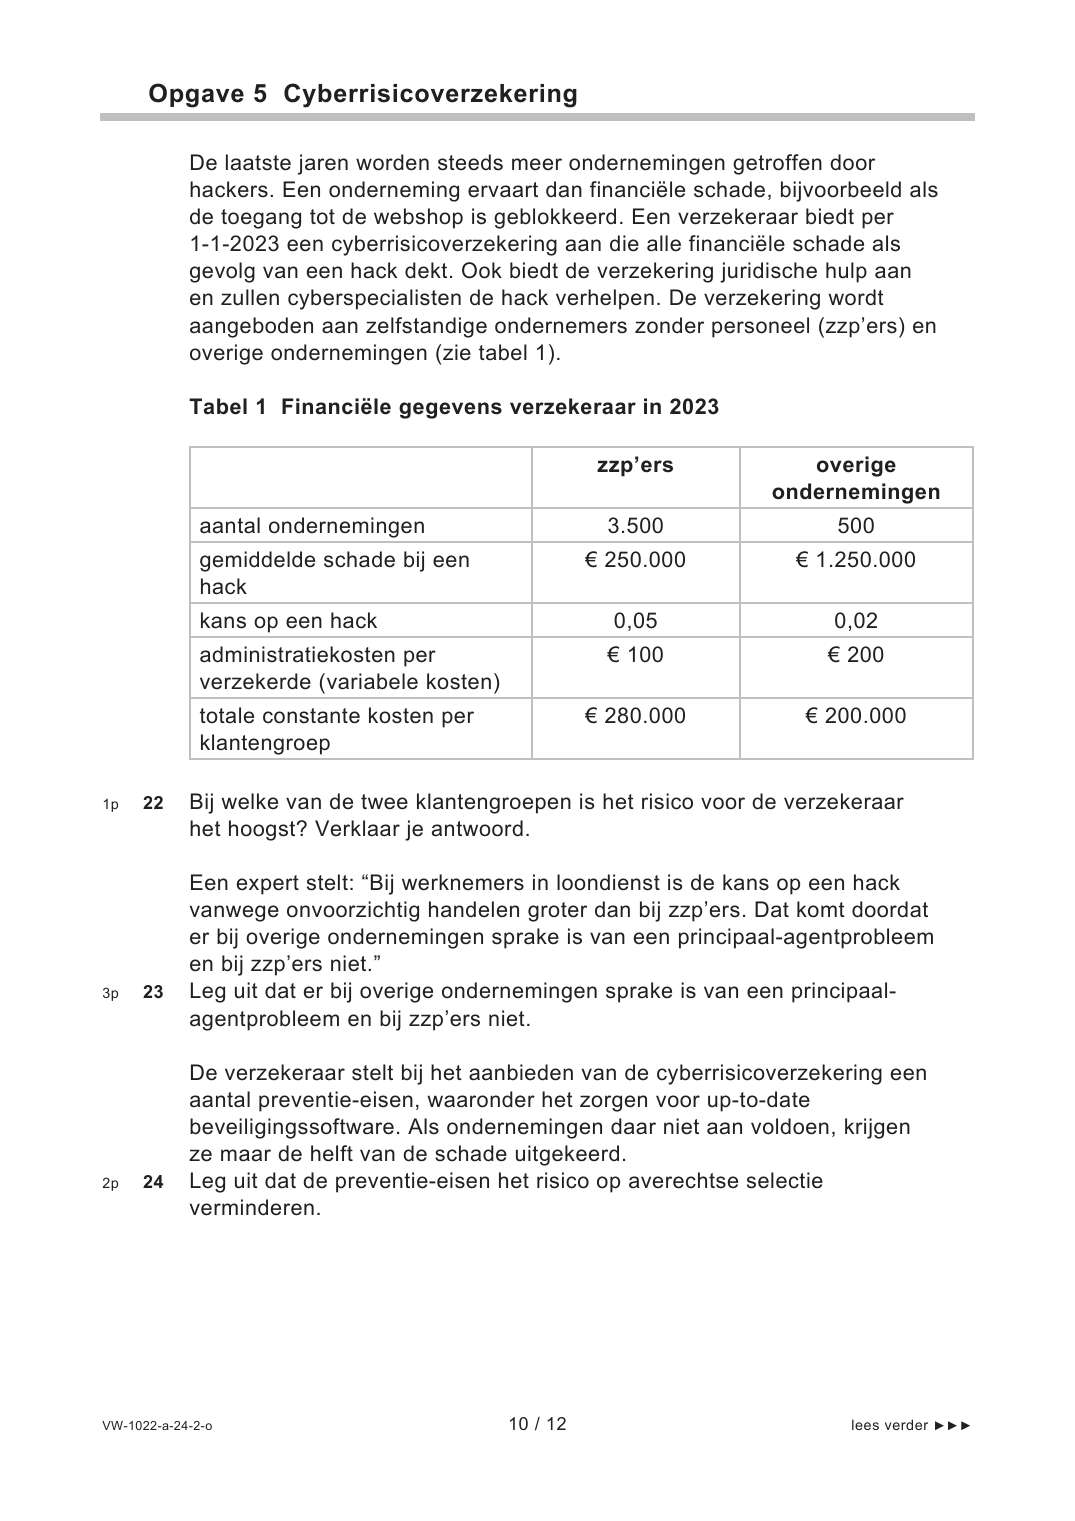 Opgave 5  Cyberrisicoverzekering
De laatste jaren worden steeds meer ondernemingen getroffen door
hackers. Een onderneming ervaart dan financiële schade, bijvoorbeeld als
de toegang tot de webshop is geblokkeerd. Een verzekeraar biedt per
1-1-2023 een cyberrisicoverzekering aan die alle financiële schade als
gevolg van een hack dekt. Ook biedt de verzekering juridische hulp aan
en zullen cyberspecialisten de hack verhelpen. De verzekering wordt
aangeboden aan zelfstandige ondernemers zonder personeel (zzp’ers) en
overige ondernemingen (zie tabel 1).
Tabel 1  Financiële gegevens verzekeraar in 2023
zzp’ers overige
ondernemingen
aantal ondernemingen 3.500 500
gemiddelde schade bij een € 250.000 € 1.250.000
hack
kans op een hack 0,05 0,02
administratiekosten per € 100 € 200
verzekerde (variabele kosten)
totale constante kosten per € 280.000 € 200.000
klantengroep
1p 22 Bij welke van de twee klantengroepen is het risico voor de verzekeraar
het hoogst? Verklaar je antwoord.
Een expert stelt: “Bij werknemers in loondienst is de kans op een hack
vanwege onvoorzichtig handelen groter dan bij zzp’ers. Dat komt doordat
er bij overige ondernemingen sprake is van een principaal-agentprobleem
en bij zzp’ers niet.”
3p 23 Leg uit dat er bij overige ondernemingen sprake is van een principaal-
agentprobleem en bij zzp’ers niet.
De verzekeraar stelt bij het aanbieden van de cyberrisicoverzekering een
aantal preventie-eisen, waaronder het zorgen voor up-to-date
beveiligingssoftware. Als ondernemingen daar niet aan voldoen, krijgen
ze maar de helft van de schade uitgekeerd.
2p 24 Leg uit dat de preventie-eisen het risico op averechtse selectie
verminderen.
VW-1022-a-24-2-o 10 / 12 lees verder ►►►